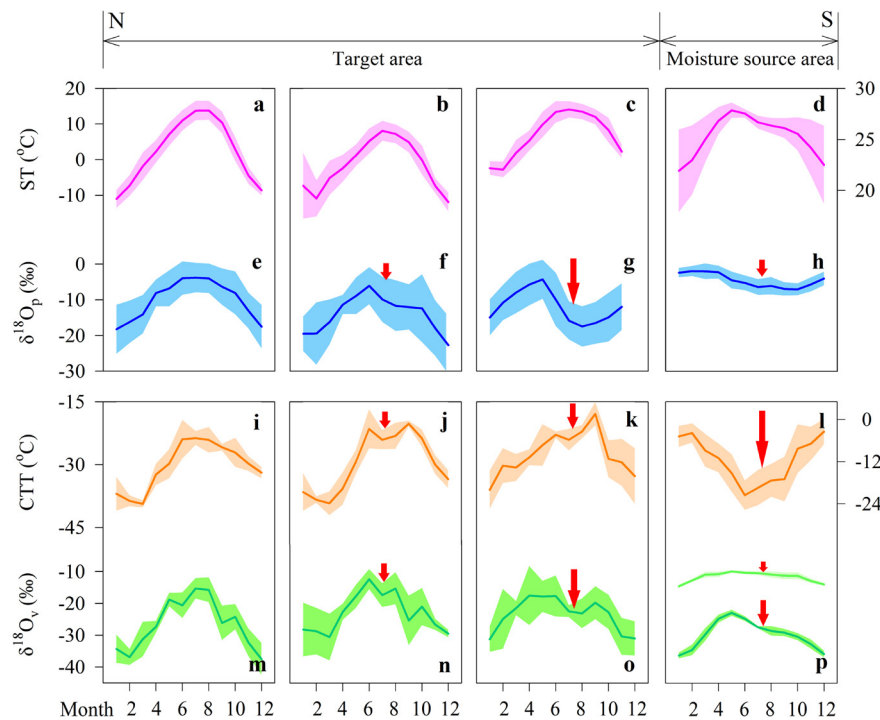 N S
Target area Moisture source area
a b c d
ST (°C)
20 10 0 -10
30 25 20
e f g h
δ¹⁸Oₚ (‰)
0 -10 -20 -30
i j k l
CTT (°C)
-15 -30 -45
0 -12 -24
δ¹⁸Oᵥ (‰)
-10 -20 -30 -40
m n o p
Month 2 4 6 8 10 12 2 4 6 8 10 12 2 4 6 8 10 12 2 4 6 8 10 12